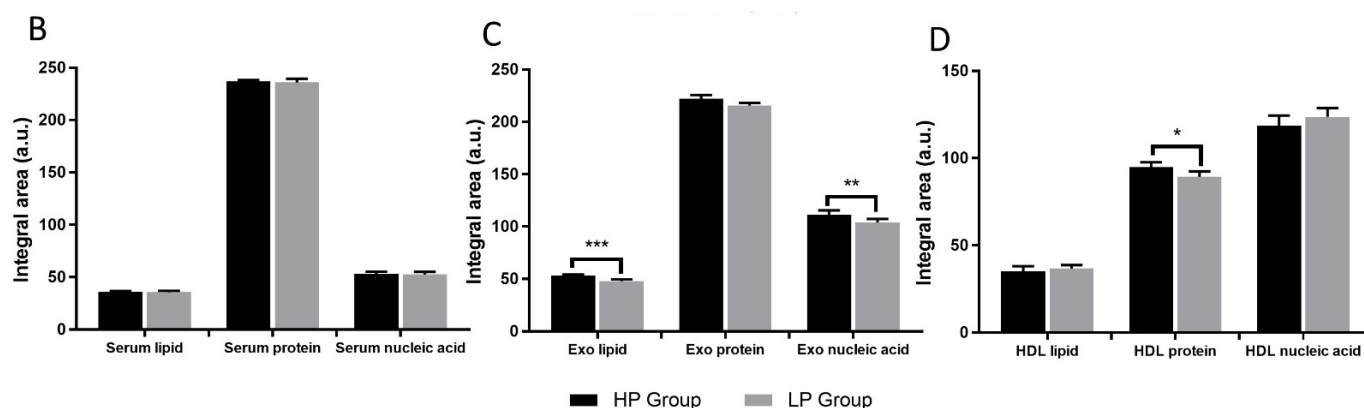 B
Integral area (a.u.)
250
200
150
100
50
0
Serum lipid
Serum protein
Serum nucleic acid
C
Integral area (a.u.)
250
200
150
100
50
0
***
**
Exo lipid
Exo protein
Exo nucleic acid
D
Integral area (a.u.)
150
100
50
0
*
HDL lipid
HDL protein
HDL nucleic acid
HP Group
LP Group